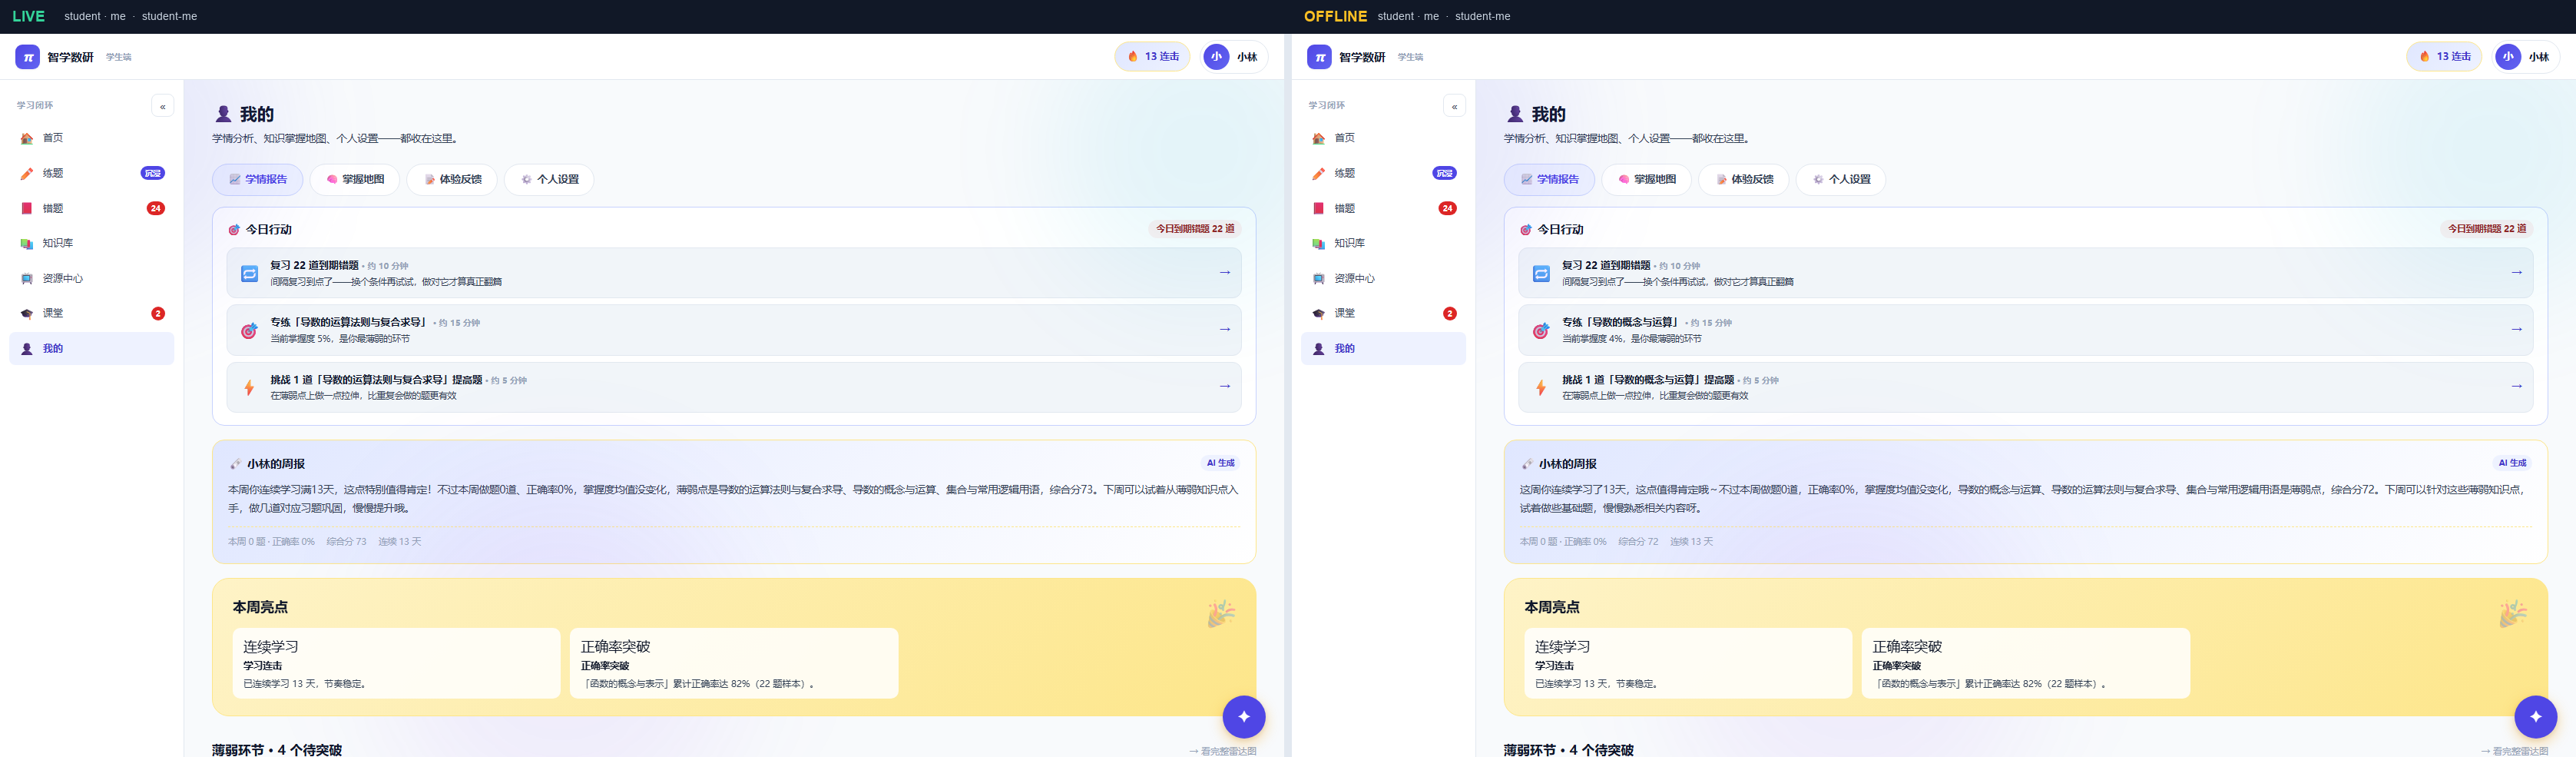 LIVE student · me · student-me
π 智学数研 学生端
🔥 13 连击 小 小林
学习闭环 «
首页
练题 沉浸
错题 24
知识库
资源中心
课堂 2
我的
我的
学情分析、知识掌握地图、个人设置——都收在这里。
学情报告 掌握地图 体验反馈 个人设置
今日行动 今日到期错题 22 道
复习 22 道到期错题 • 约 10 分钟 →
间隔复习到点了——换个条件再试试，做对它才算真正翻篇
专练「导数的运算法则与复合求导」 • 约 15 分钟 →
当前掌握度 5%，是你最薄弱的环节
挑战 1 道「导数的运算法则与复合求导」提高题 • 约 5 分钟 →
在薄弱点上做一点拉伸，比重复会做的题更有效
小林的周报 AI 生成
本周你连续学习满13天，这点特别值得肯定！不过本周做题0道、正确率0%，掌握度均值没变化，薄弱点是导数的运算法则与复合求导、导数的概念与运算、集合与常用逻辑用语，综合分73。下周可以试着从薄弱知识点入
手，做几道对应习题巩固，慢慢提升哦。
本周 0 题 · 正确率 0% 综合分 73 连续 13 天
本周亮点
连续学习 正确率突破
学习连击 正确率突破
已连续学习 13 天，节奏稳定。 「函数的概念与表示」累计正确率达 82%（22 题样本）。
薄弱环节 • 4 个待突破 → 看完整雷达图
OFFLINE student · me · student-me
π 智学数研 学生端
🔥 13 连击 小 小林
学习闭环 «
首页
练题 沉浸
错题 24
知识库
资源中心
课堂 2
我的
我的
学情分析、知识掌握地图、个人设置——都收在这里。
学情报告 掌握地图 体验反馈 个人设置
今日行动 今日到期错题 22 道
复习 22 道到期错题 • 约 10 分钟 →
间隔复习到点了——换个条件再试试，做对它才算真正翻篇
专练「导数的概念与运算」 • 约 15 分钟 →
当前掌握度 4%，是你最薄弱的环节
挑战 1 道「导数的概念与运算」提高题 • 约 5 分钟 →
在薄弱点上做一点拉伸，比重复会做的题更有效
小林的周报 AI 生成
这周你连续学习了13天，这点值得肯定哦～不过本周做题0道，正确率0%，掌握度均值没变化，导数的概念与运算、导数的运算法则与复合求导、集合与常用逻辑用语是薄弱点，综合分72。下周可以针对这些薄弱知识点，
试着做些基础题，慢慢熟悉相关内容呀。
本周 0 题 · 正确率 0% 综合分 72 连续 13 天
本周亮点
连续学习 正确率突破
学习连击 正确率突破
已连续学习 13 天，节奏稳定。 「函数的概念与表示」累计正确率达 82%（22 题样本）。
薄弱环节 • 4 个待突破 → 看完整雷达图